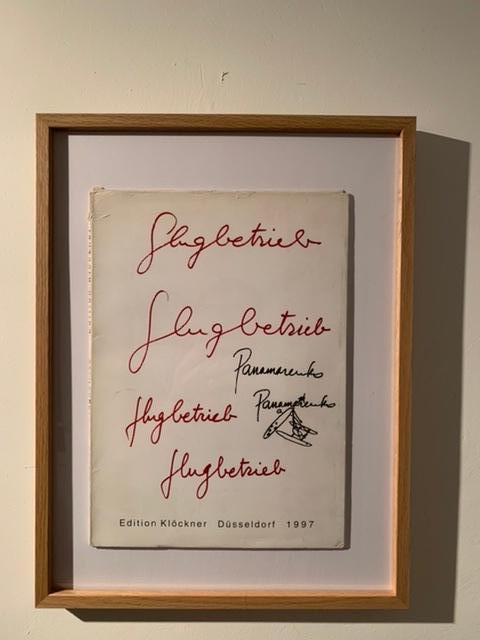 flugbetrieb
flugbetrieb
Panamarenko
flugbetrieb
Panamarenko
flugbetrieb
Edition Klöckner Düsseldorf 1997